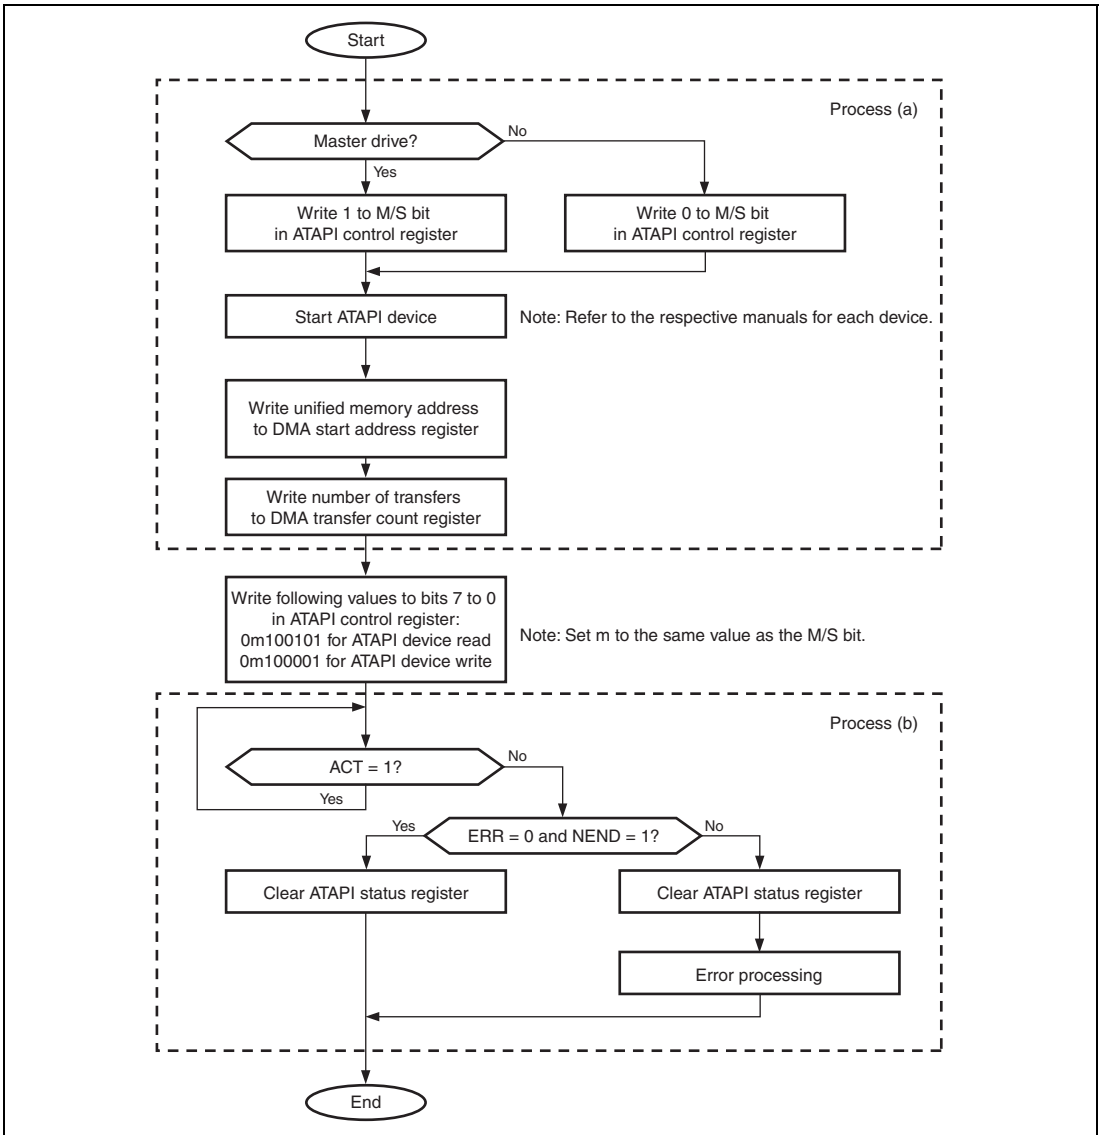 Start
Process (a)
Master drive?
No
Yes
Write 1 to M/S bit
in ATAPI control register
Write 0 to M/S bit
in ATAPI control register
Start ATAPI device
Note: Refer to the respective manuals for each device.
Write unified memory address
to DMA start address register
Write number of transfers
to DMA transfer count register
Write following values to bits 7 to 0
in ATAPI control register:
0m100101 for ATAPI device read
0m100001 for ATAPI device write
Note: Set m to the same value as the M/S bit.
Process (b)
ACT = 1?
No
Yes
ERR = 0 and NEND = 1?
Yes
No
Clear ATAPI status register
Clear ATAPI status register
Error processing
End